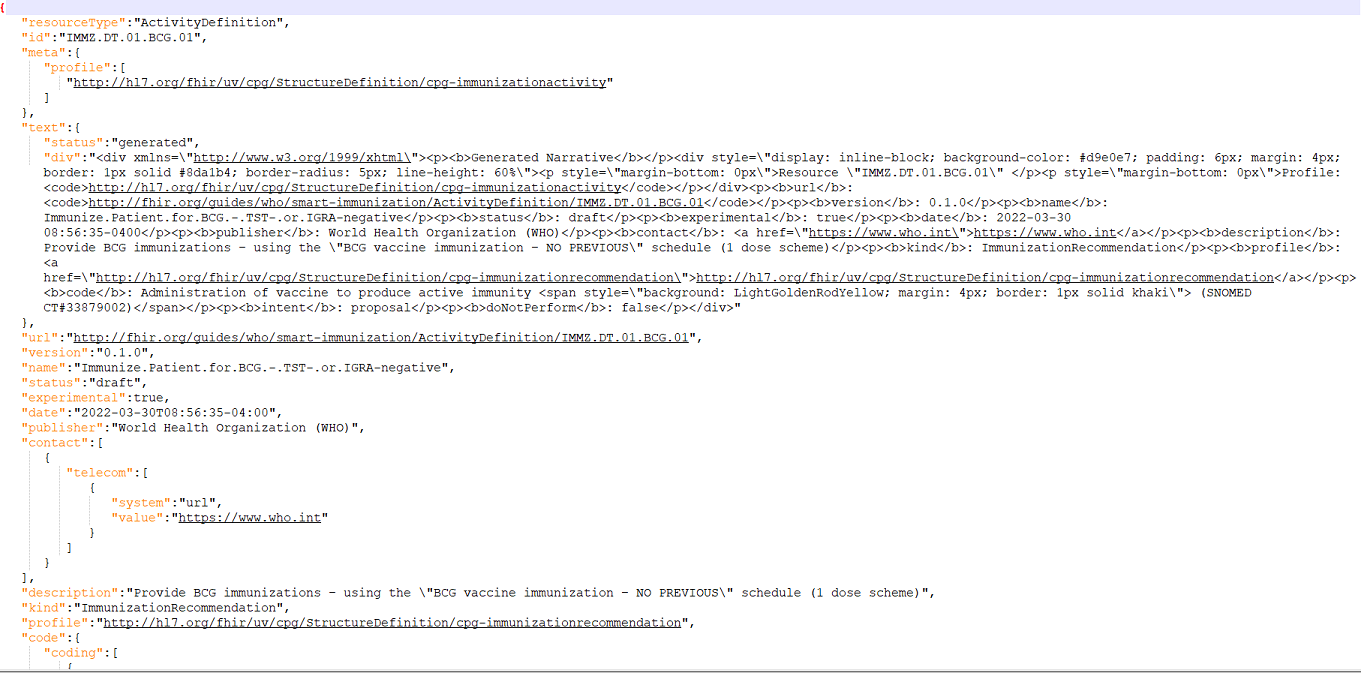 {
"resourceType":"ActivityDefinition",
"id":"IMMZ.DT.01.BCG.01",
"meta":{
"profile":[
"http://hl7.org/fhir/uv/cpg/StructureDefinition/cpg-immunizationactivity"
]
},
"text":{
"status":"generated",
"div":"<div xmlns=\"http://www.w3.org/1999/xhtml\"><p><b>Generated Narrative</b></p><div style=\"display: inline-block; background-color: #d9e0e7; padding: 6px; margin: 4px;
border: 1px solid #8da1b4; border-radius: 5px; line-height: 60%\"><p style=\"margin-bottom: 0px\">Resource \"IMMZ.DT.01.BCG.01\" </p><p style=\"margin-bottom: 0px\">Profile:
<code>http://hl7.org/fhir/uv/cpg/StructureDefinition/cpg-immunizationactivity</code></p></div><p><b>url</b>:
<code>http://fhir.org/guides/who/smart-immunization/ActivityDefinition/IMMZ.DT.01.BCG.01</code></p><p><b>version</b>: 0.1.0</p><p><b>name</b>:
Immunize.Patient.for.BCG.-.TST-.or.IGRA-negative</p><p><b>status</b>: draft</p><p><b>experimental</b>: true</p><p><b>date</b>: 2022-03-30
08:56:35-0400</p><p><b>publisher</b>: World Health Organization (WHO)</p><p><b>contact</b>: <a href=\"https://www.who.int\">https://www.who.int</a></p><p><b>description</b>:
Provide BCG immunizations – using the \"BCG vaccine immunization – NO PREVIOUS\" schedule (1 dose scheme)</p><p><b>kind</b>: ImmunizationRecommendation</p><p><b>profile</b>:
<a
href=\"http://hl7.org/fhir/uv/cpg/StructureDefinition/cpg-immunizationrecommendation\">http://hl7.org/fhir/uv/cpg/StructureDefinition/cpg-immunizationrecommendation</a></p><p>
<b>code</b>: Administration of vaccine to produce active immunity <span style=\"background: LightGoldenRodYellow; margin: 4px; border: 1px solid khaki\"> (SNOMED
CT#33879002)</span></p><p><b>intent</b>: proposal</p><p><b>doNotPerform</b>: false</p></div>"
},
"url":"http://fhir.org/guides/who/smart-immunization/ActivityDefinition/IMMZ.DT.01.BCG.01",
"version":"0.1.0",
"name":"Immunize.Patient.for.BCG.-.TST-.or.IGRA-negative",
"status":"draft",
"experimental":true,
"date":"2022-03-30T08:56:35-04:00",
"publisher":"World Health Organization (WHO)",
"contact":[
{
"telecom":[
{
"system":"url",
"value":"https://www.who.int"
}
]
}
],
"description":"Provide BCG immunizations – using the \"BCG vaccine immunization – NO PREVIOUS\" schedule (1 dose scheme)",
"kind":"ImmunizationRecommendation",
"profile":"http://hl7.org/fhir/uv/cpg/StructureDefinition/cpg-immunizationrecommendation",
"code":{
"coding":[
{